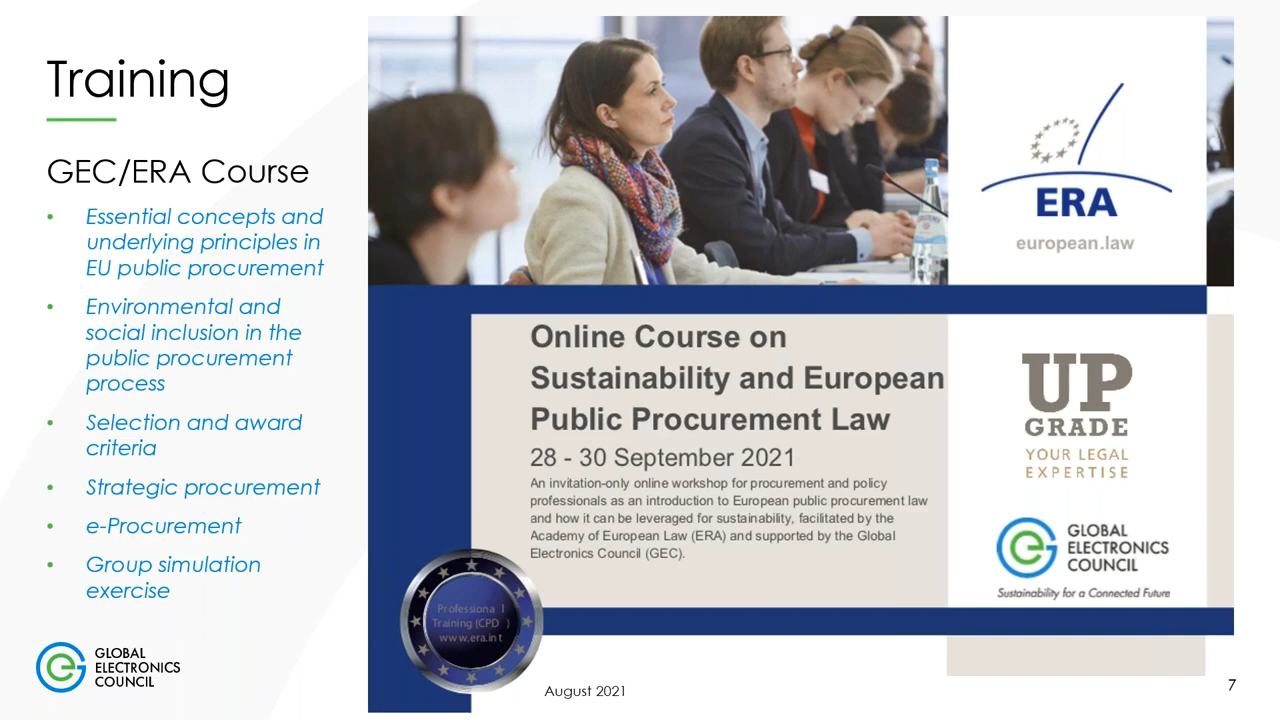 Training
GEC/ERA Course
• Essential concepts and
underlying principles in
EU public procurement
• Environmental and
social inclusion in the
public procurement
process
• Selection and award
criteria
• Strategic procurement
• e-Procurement
• Group simulation
exercise
GLOBAL
ELECTRONICS
COUNCIL
ERA
european.law
Online Course on
Sustainability and European
Public Procurement Law
28 - 30 September 2021
An invitation-only online workshop for procurement and policy
professionals as an introduction to European public procurement law
and how it can be leveraged for sustainability, facilitated by the
Academy of European Law (ERA) and supported by the Global
Electronics Council (GEC).
UP
GRADE
YOUR LEGAL
EXPERTISE
GLOBAL
ELECTRONICS
COUNCIL
Sustainability for a Connected Future
Professiona l
Training (CPD )
www.era.int
August 2021
7